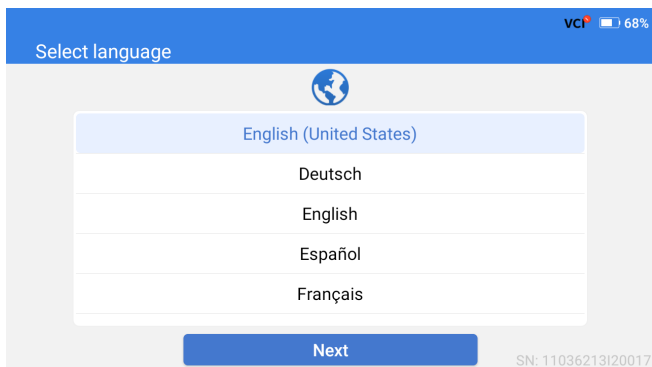 VCI 68%
Select language
English (United States)
Deutsch
English
Español
Français
Next
SN: 11036213I20017